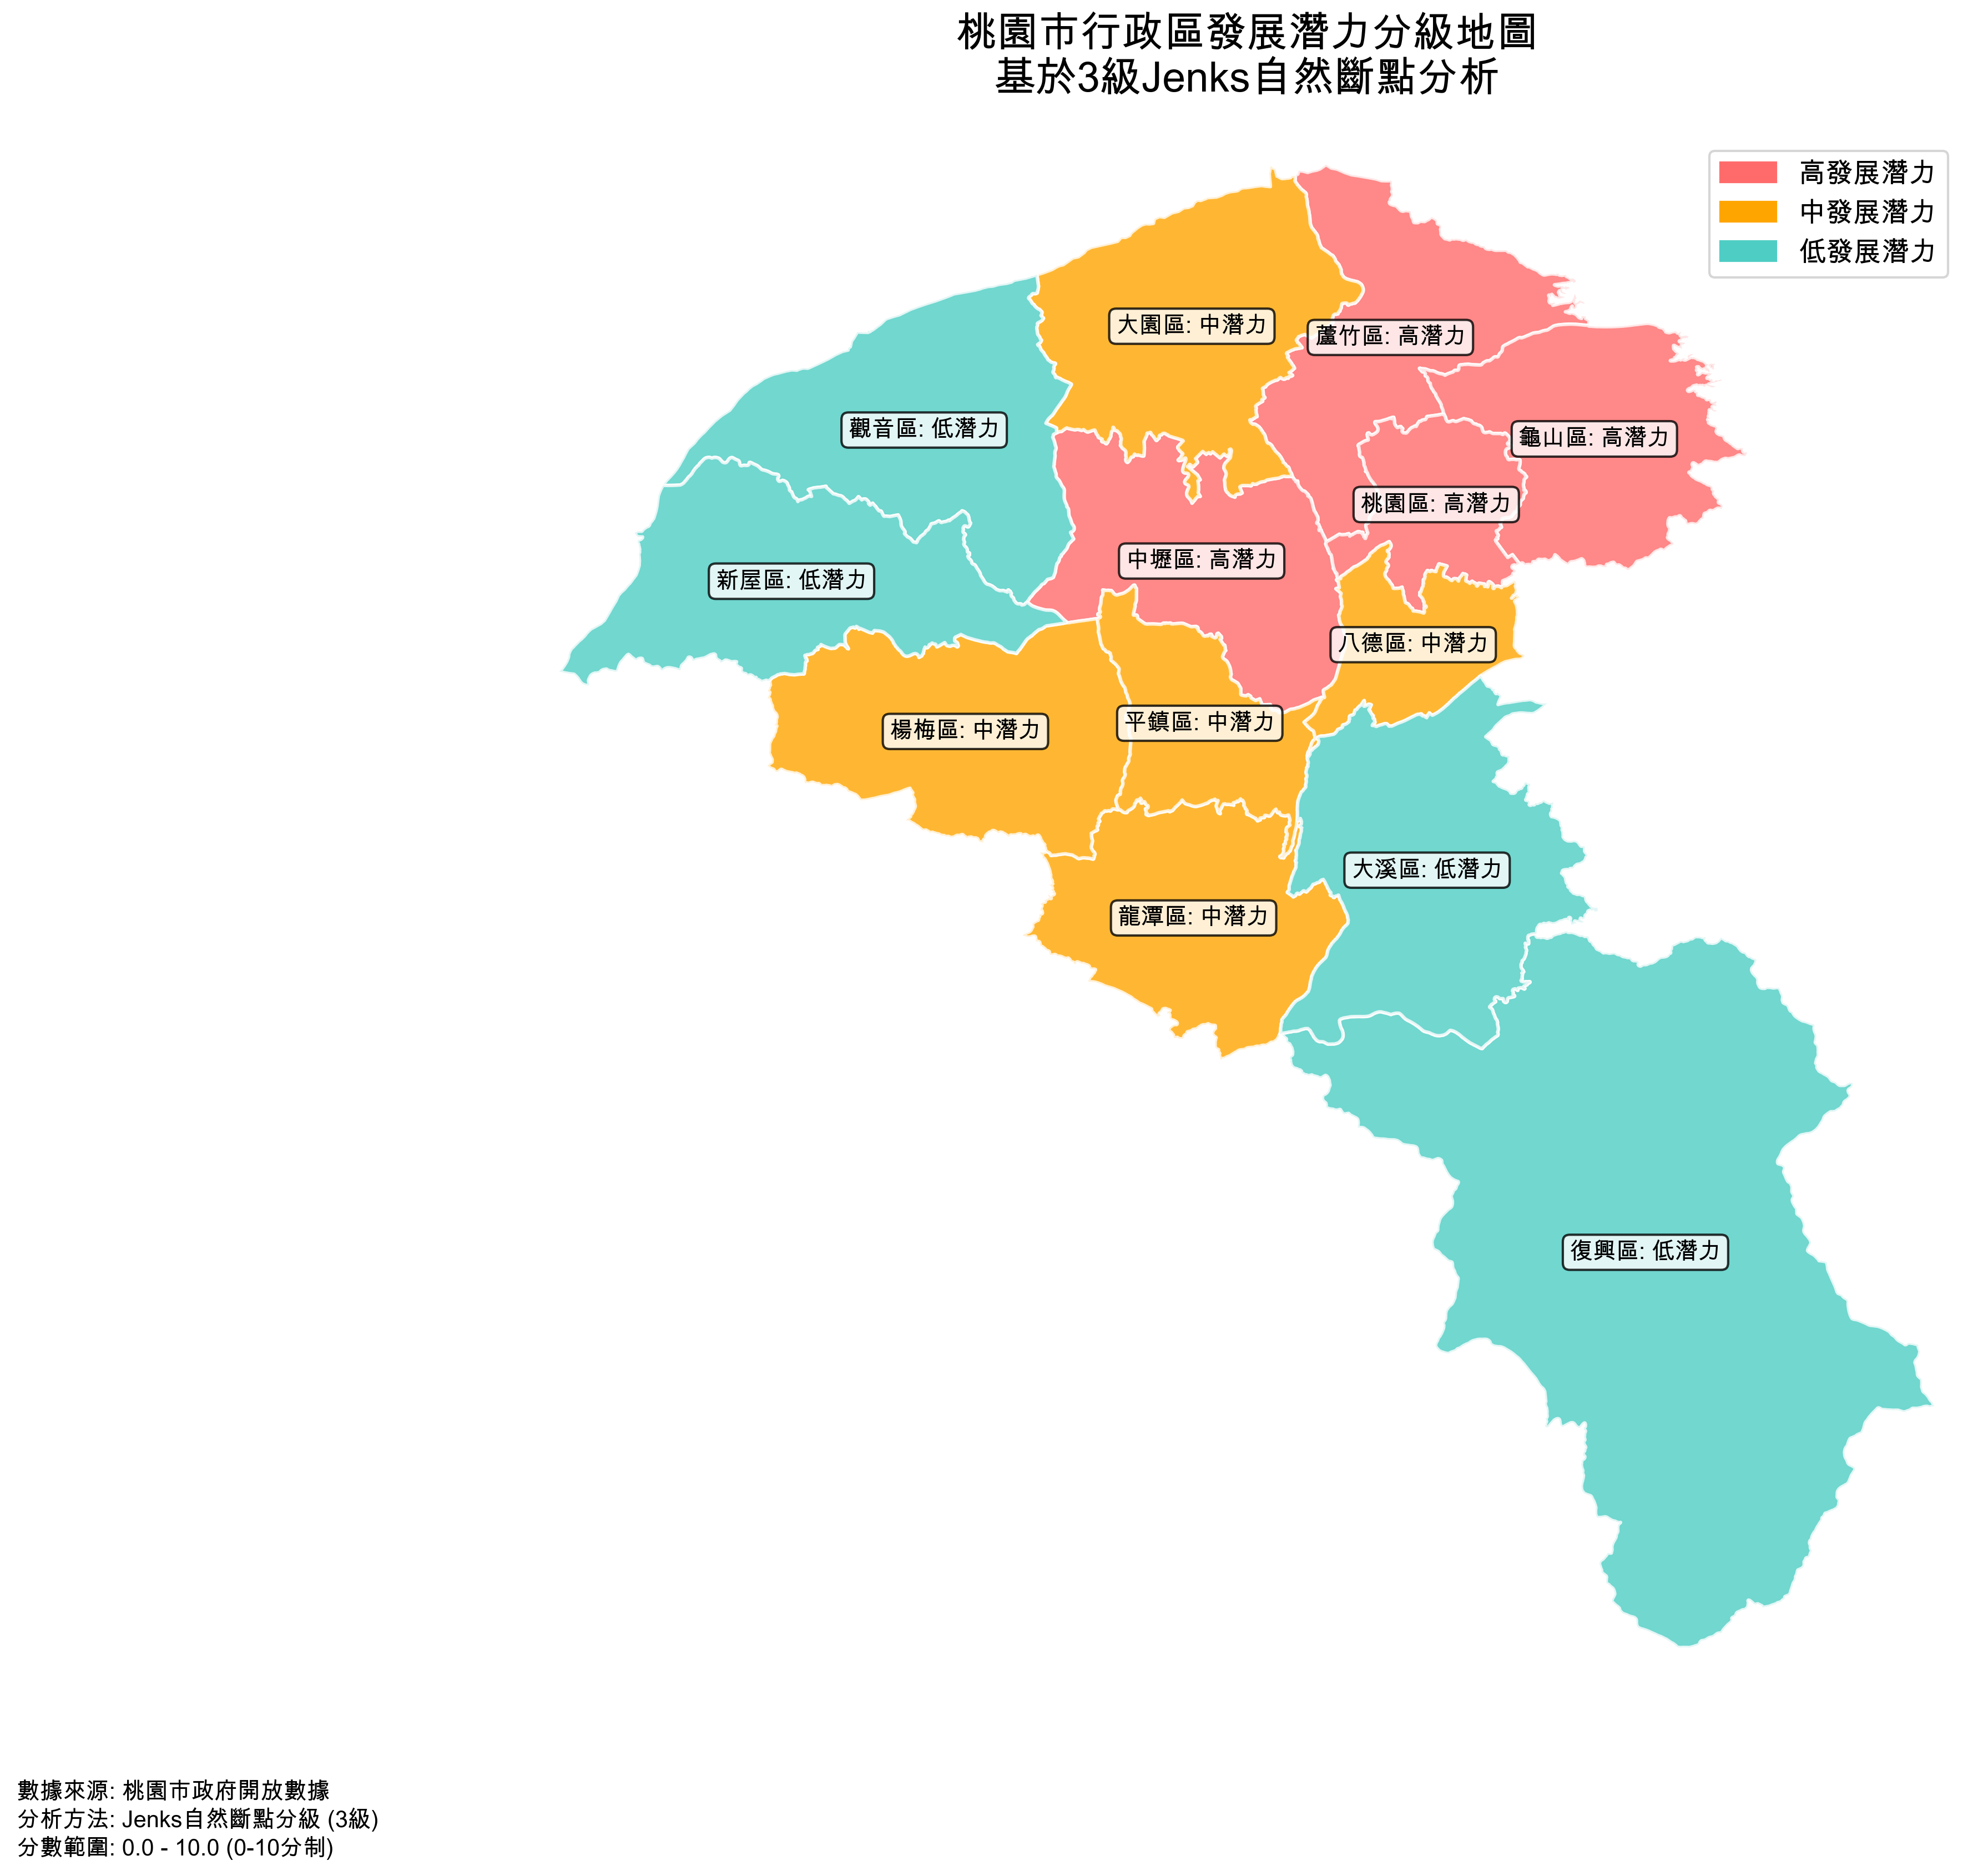 桃園市行政區發展潛力分級地圖
基於3級Jenks自然斷點分析
高發展潛力
中發展潛力
低發展潛力
大園區: 中潛力
蘆竹區: 高潛力
觀音區: 低潛力
龜山區: 高潛力
桃園區: 高潛力
中壢區: 高潛力
新屋區: 低潛力
八德區: 中潛力
楊梅區: 中潛力
平鎮區: 中潛力
大溪區: 低潛力
龍潭區: 中潛力
復興區: 低潛力
數據來源: 桃園市政府開放數據
分析方法: Jenks自然斷點分級 (3級)
分數範圍: 0.0 - 10.0 (0-10分制)